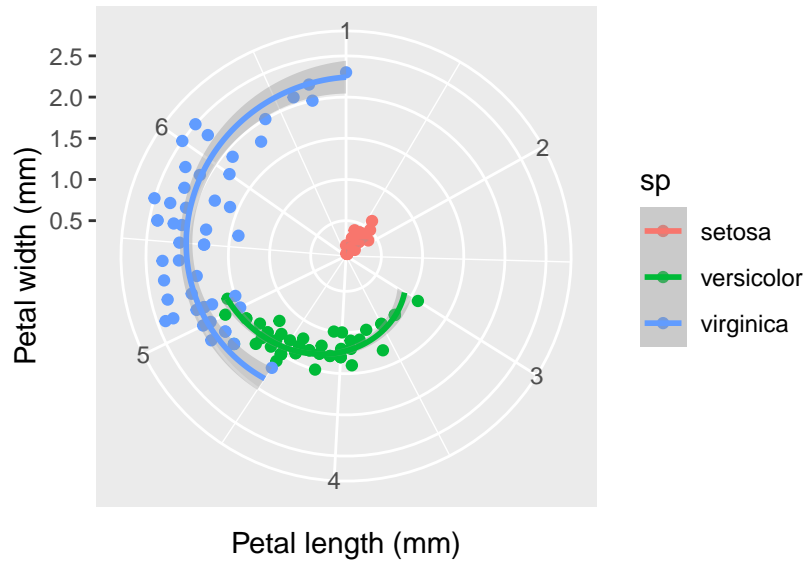 1
2.5
2.0
1.0
1.0
0.5
6
2
5
3
4
Petal width (mm)
Petal length (mm)
sp
setosa
versicolor
virginica